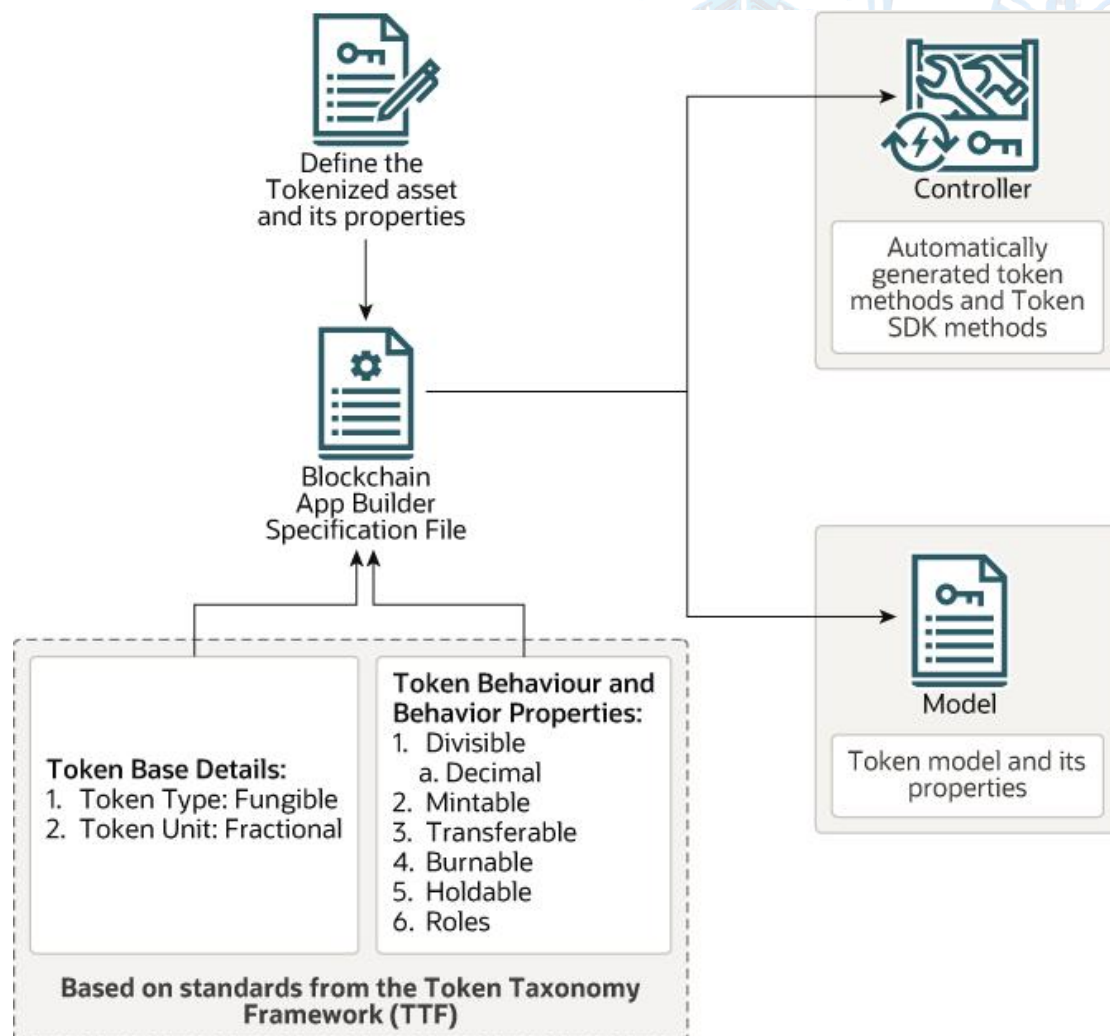 Define the
Tokenized asset
and its properties
Controller
Automatically
generated token
methods and Token
SDK methods
Blockchain
App Builder
Specification File
Token Base Details:
1. Token Type: Fungible
2. Token Unit: Fractional
Token Behaviour and
Behavior Properties:
1. Divisible
a. Decimal
2. Mintable
3. Transferable
4. Burnable
5. Holdable
6. Roles
Based on standards from the Token Taxonomy
Framework (TTF)
Model
Token model and its
properties